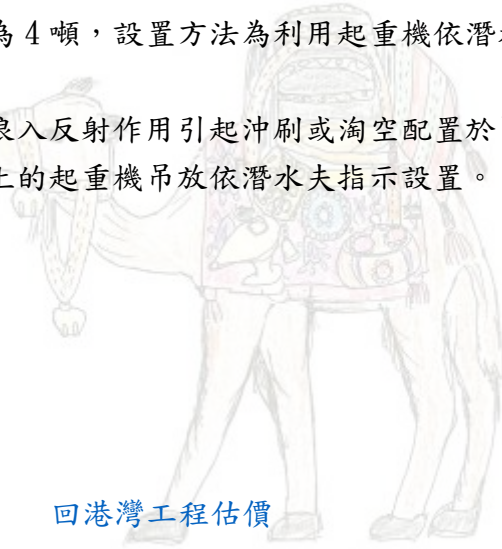 為 4 噸，設置方法為利用起重機依潛
浪入反射作用引起沖刷或淘空配置於
上的起重機吊放依潛水夫指示設置。
回港灣工程估價